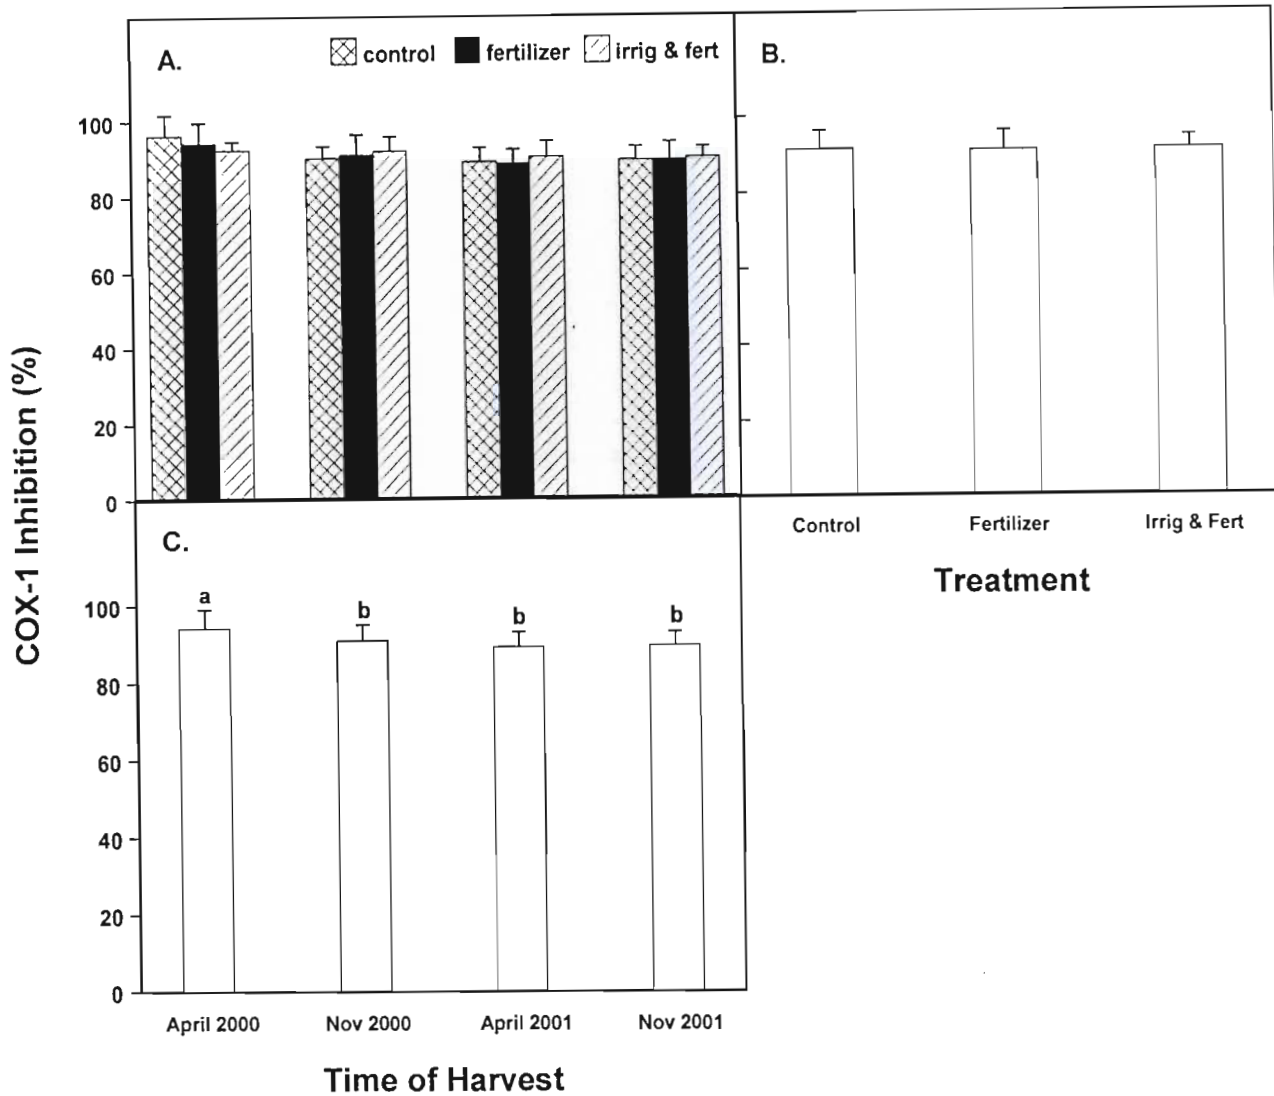 A.
control
fertilizer
irrig & fert
B.
100
80
60
40
20
0
Control
Fertilizer
Irrig & Fert
Treatment
COX-1 Inhibition (%)
C.
a
b
b
b
100
80
60
40
20
0
April 2000
Nov 2000
April 2001
Nov 2001
Time of Harvest